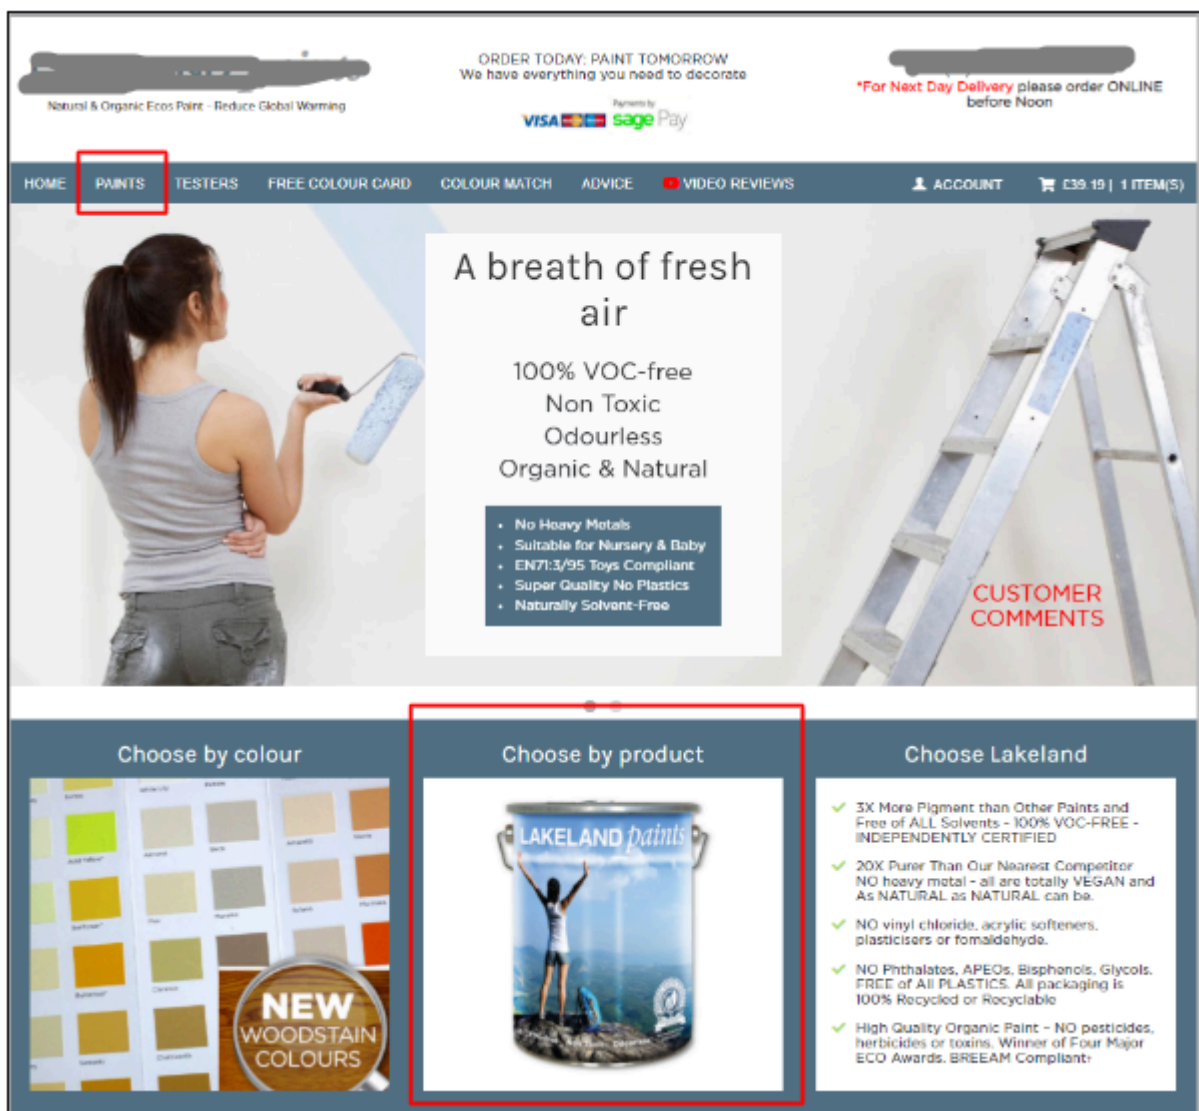 ORDER TODAY: PAINT TOMORROW
We have everything you need to decorate
Natural & Organic Ecos Paint - Reduce Global Warming
Payments by
VISA sage Pay
*For Next Day Delivery please order ONLINE
before Noon
HOME PAINTS TESTERS FREE COLOUR CARD COLOUR MATCH ADVICE VIDEO REVIEWS ACCOUNT £39.19 | 1 ITEM(S)
A breath of fresh
air
100% VOC-free
Non Toxic
Odourless
Organic & Natural
• No Heavy Metals
• Suitable for Nursery & Baby
• EN71:3/95 Toys Compliant
• Super Quality No Plastics
• Naturally Solvent-Free
CUSTOMER
COMMENTS
Choose by colour
NEW
WOODSTAIN
COLOURS
Choose by product
LAKELAND paints
Choose Lakeland
3X More Pigment than Other Paints and
Free of ALL Solvents - 100% VOC-FREE -
INDEPENDENTLY CERTIFIED
20X Purer Than Our Nearest Competitor
NO heavy metal - all are totally VEGAN and
As NATURAL as NATURAL can be.
NO vinyl chloride, acrylic softeners,
plasticisers or fomaldehyde.
NO Phthalates, APEOs, Bisphenols, Glycols.
FREE of All PLASTICS. All packaging is
100% Recycled or Recyclable
High Quality Organic Paint – NO pesticides,
herbicides or toxins. Winner of Four Major
ECO Awards. BREEAM Compliant+